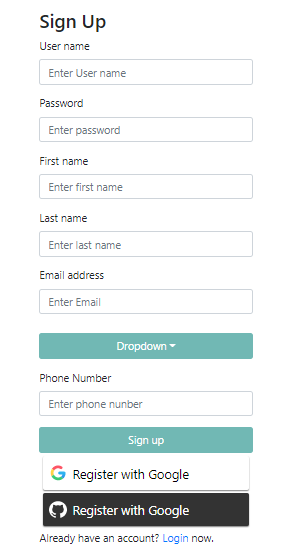 Sign Up
User name
Enter User name
Password
Enter password
First name
Enter first name
Last name
Enter last name
Email address
Enter Email
Dropdown
Phone Number
Enter phone nunber
Sign up
Register with Google
Register with Google
Already have an account? Login now.